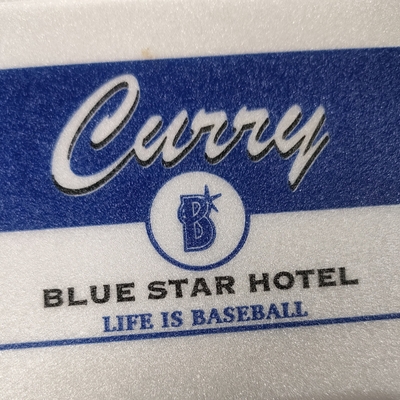 Curry
B
BLUE STAR HOTEL
LIFE IS BASEBALL